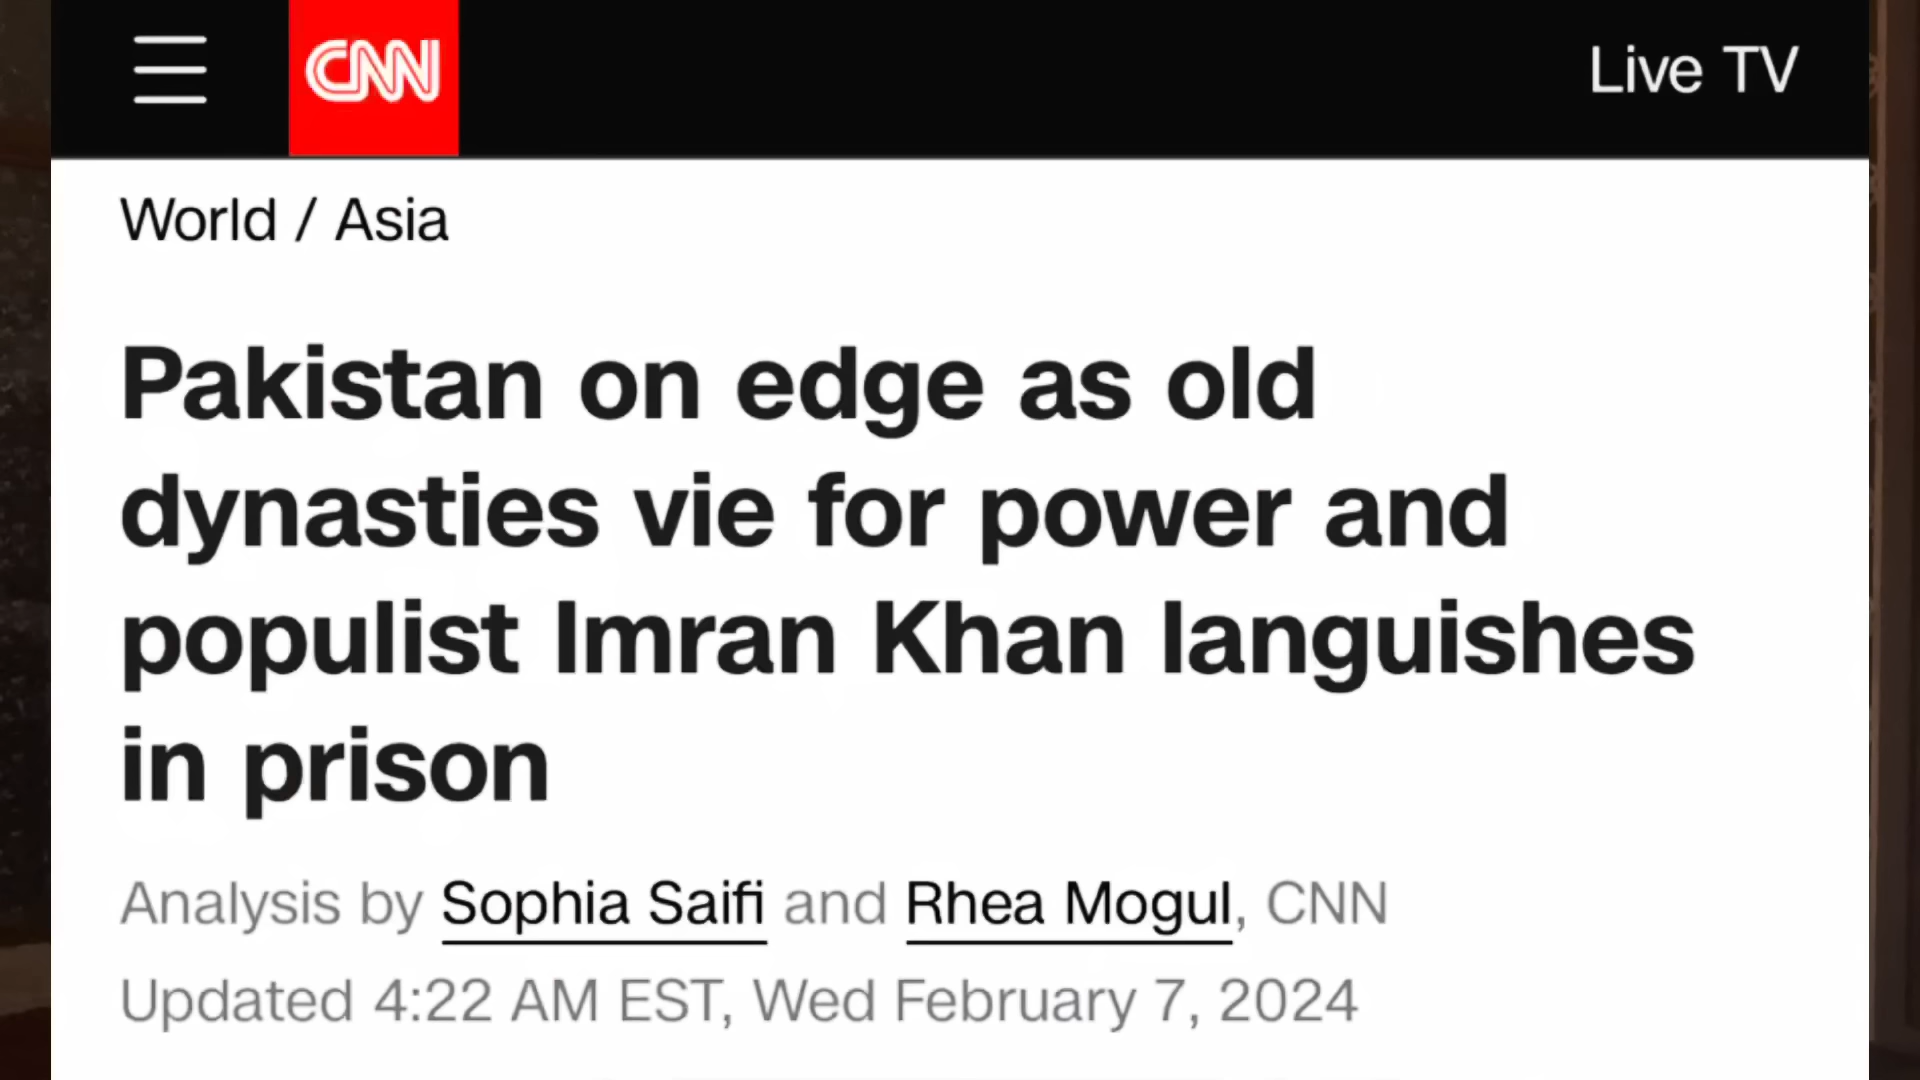 CNN
Live TV
World / Asia
Pakistan on edge as old
dynasties vie for power and
populist Imran Khan languishes
in prison
Analysis by Sophia Saifi and Rhea Mogul, CNN
Updated 4:22 AM EST, Wed February 7, 2024